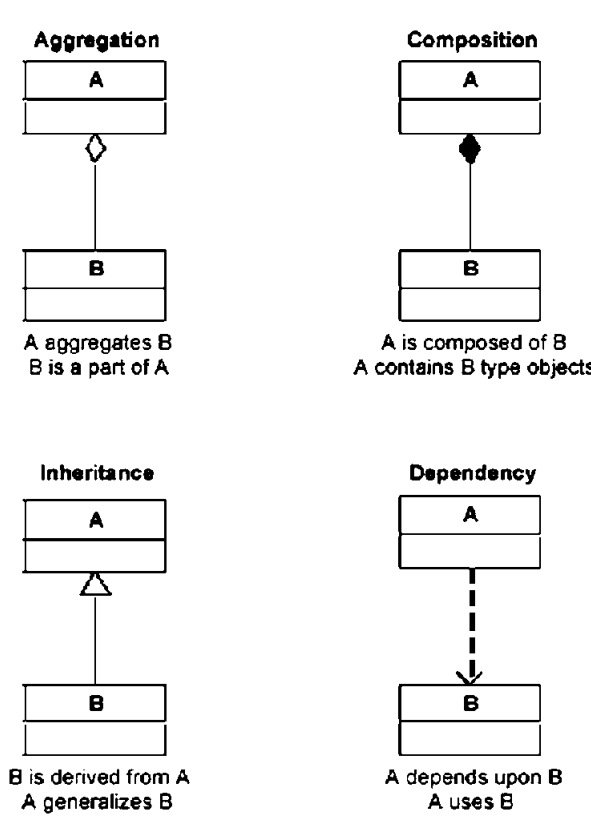 Aggregation
A
B
A aggregates B
B is a part of A
Composition
A
B
A is composed of B
A contains B type objects
Inheritance
A
B
B is derived from A
A generalizes B
Dependency
A
B
A depends upon B
A uses B